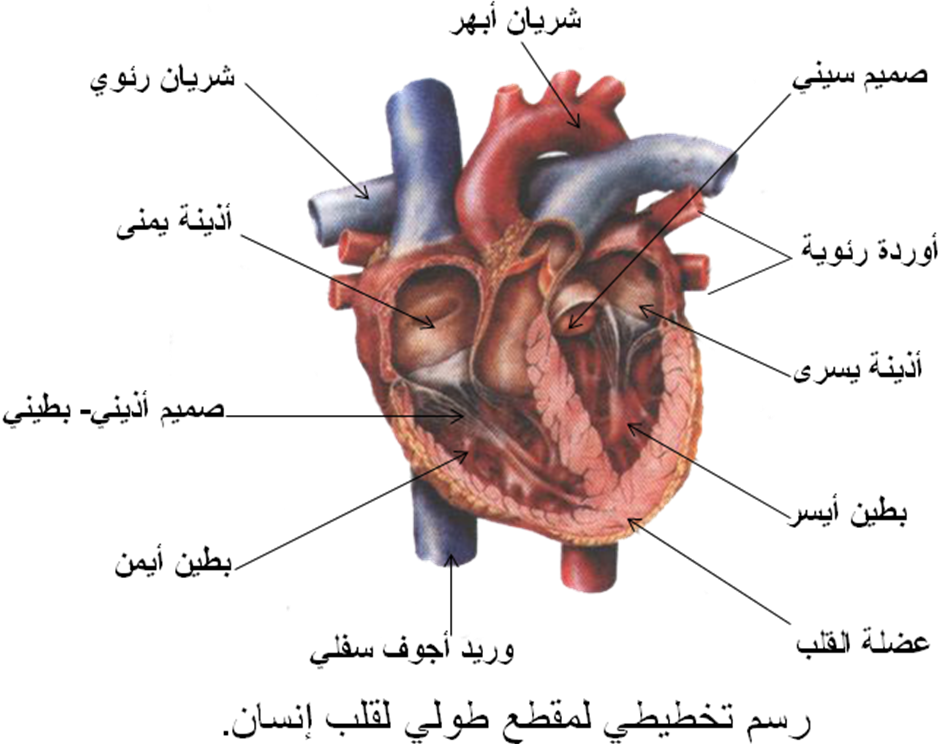 شريان أبهر
صميم سيني
شريان رئوي
أذينة يمنى
أوردة رئوية
أذينة يسرى
صميم أذيني- بطيني
بطين أيسر
بطين أيمن
عضلة القلب
وريد أجوف سفلي
رسم تخطيطي لمقطع طولي لقلب إنسان.